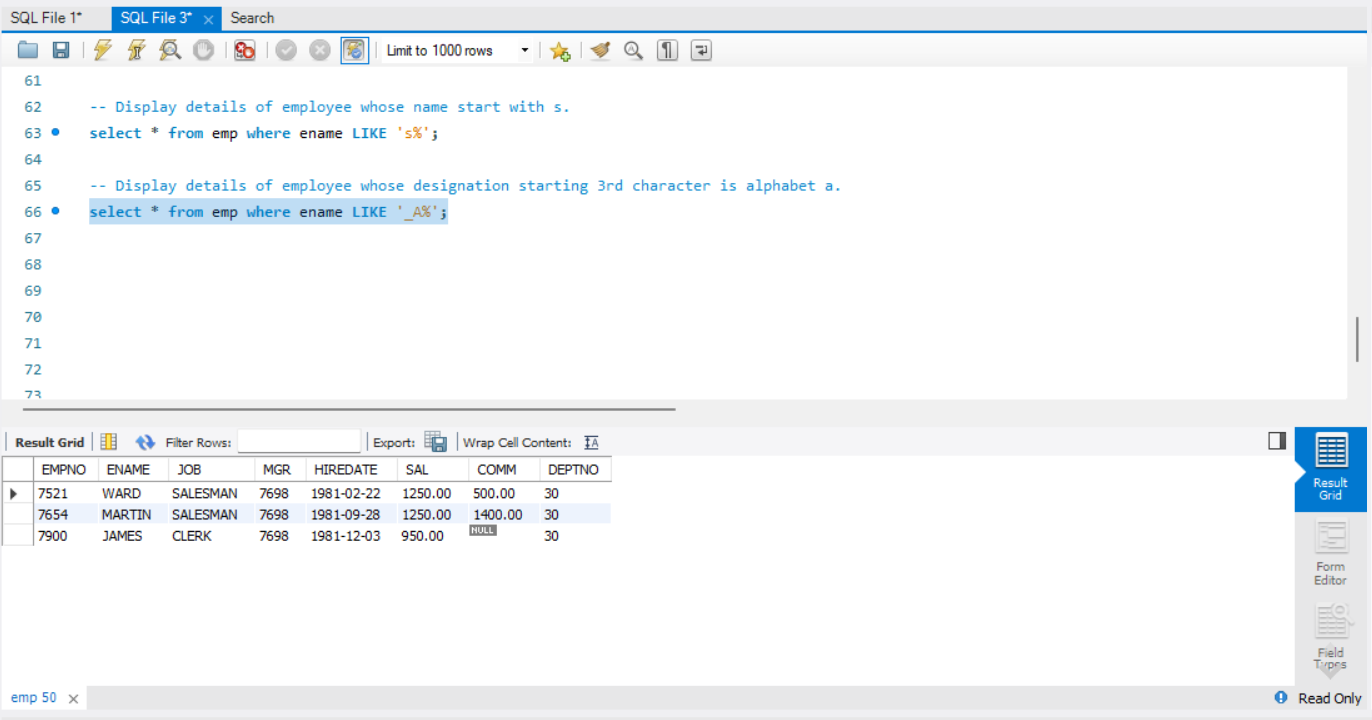 SQL File 1* SQL File 3* × Search
Limit to 1000 rows
61
62 -- Display details of employee whose name start with s.
63 select * from emp where ename LIKE 's%';
64
65 -- Display details of employee whose designation starting 3rd character is alphabet a.
66 select * from emp where ename LIKE '_A%';
67
68
69
70
71
72
73
Result Grid Filter Rows: Export: Wrap Cell Content: IA
EMPNO ENAME JOB MGR HIREDATE SAL COMM DEPTNO
7521 WARD SALESMAN 7698 1981-02-22 1250.00 500.00 30
7654 MARTIN SALESMAN 7698 1981-09-28 1250.00 1400.00 30
7900 JAMES CLERK 7698 1981-12-03 950.00 NULL 30
Result
Grid
Form
Editor
Field
Types
emp 50 × Read Only